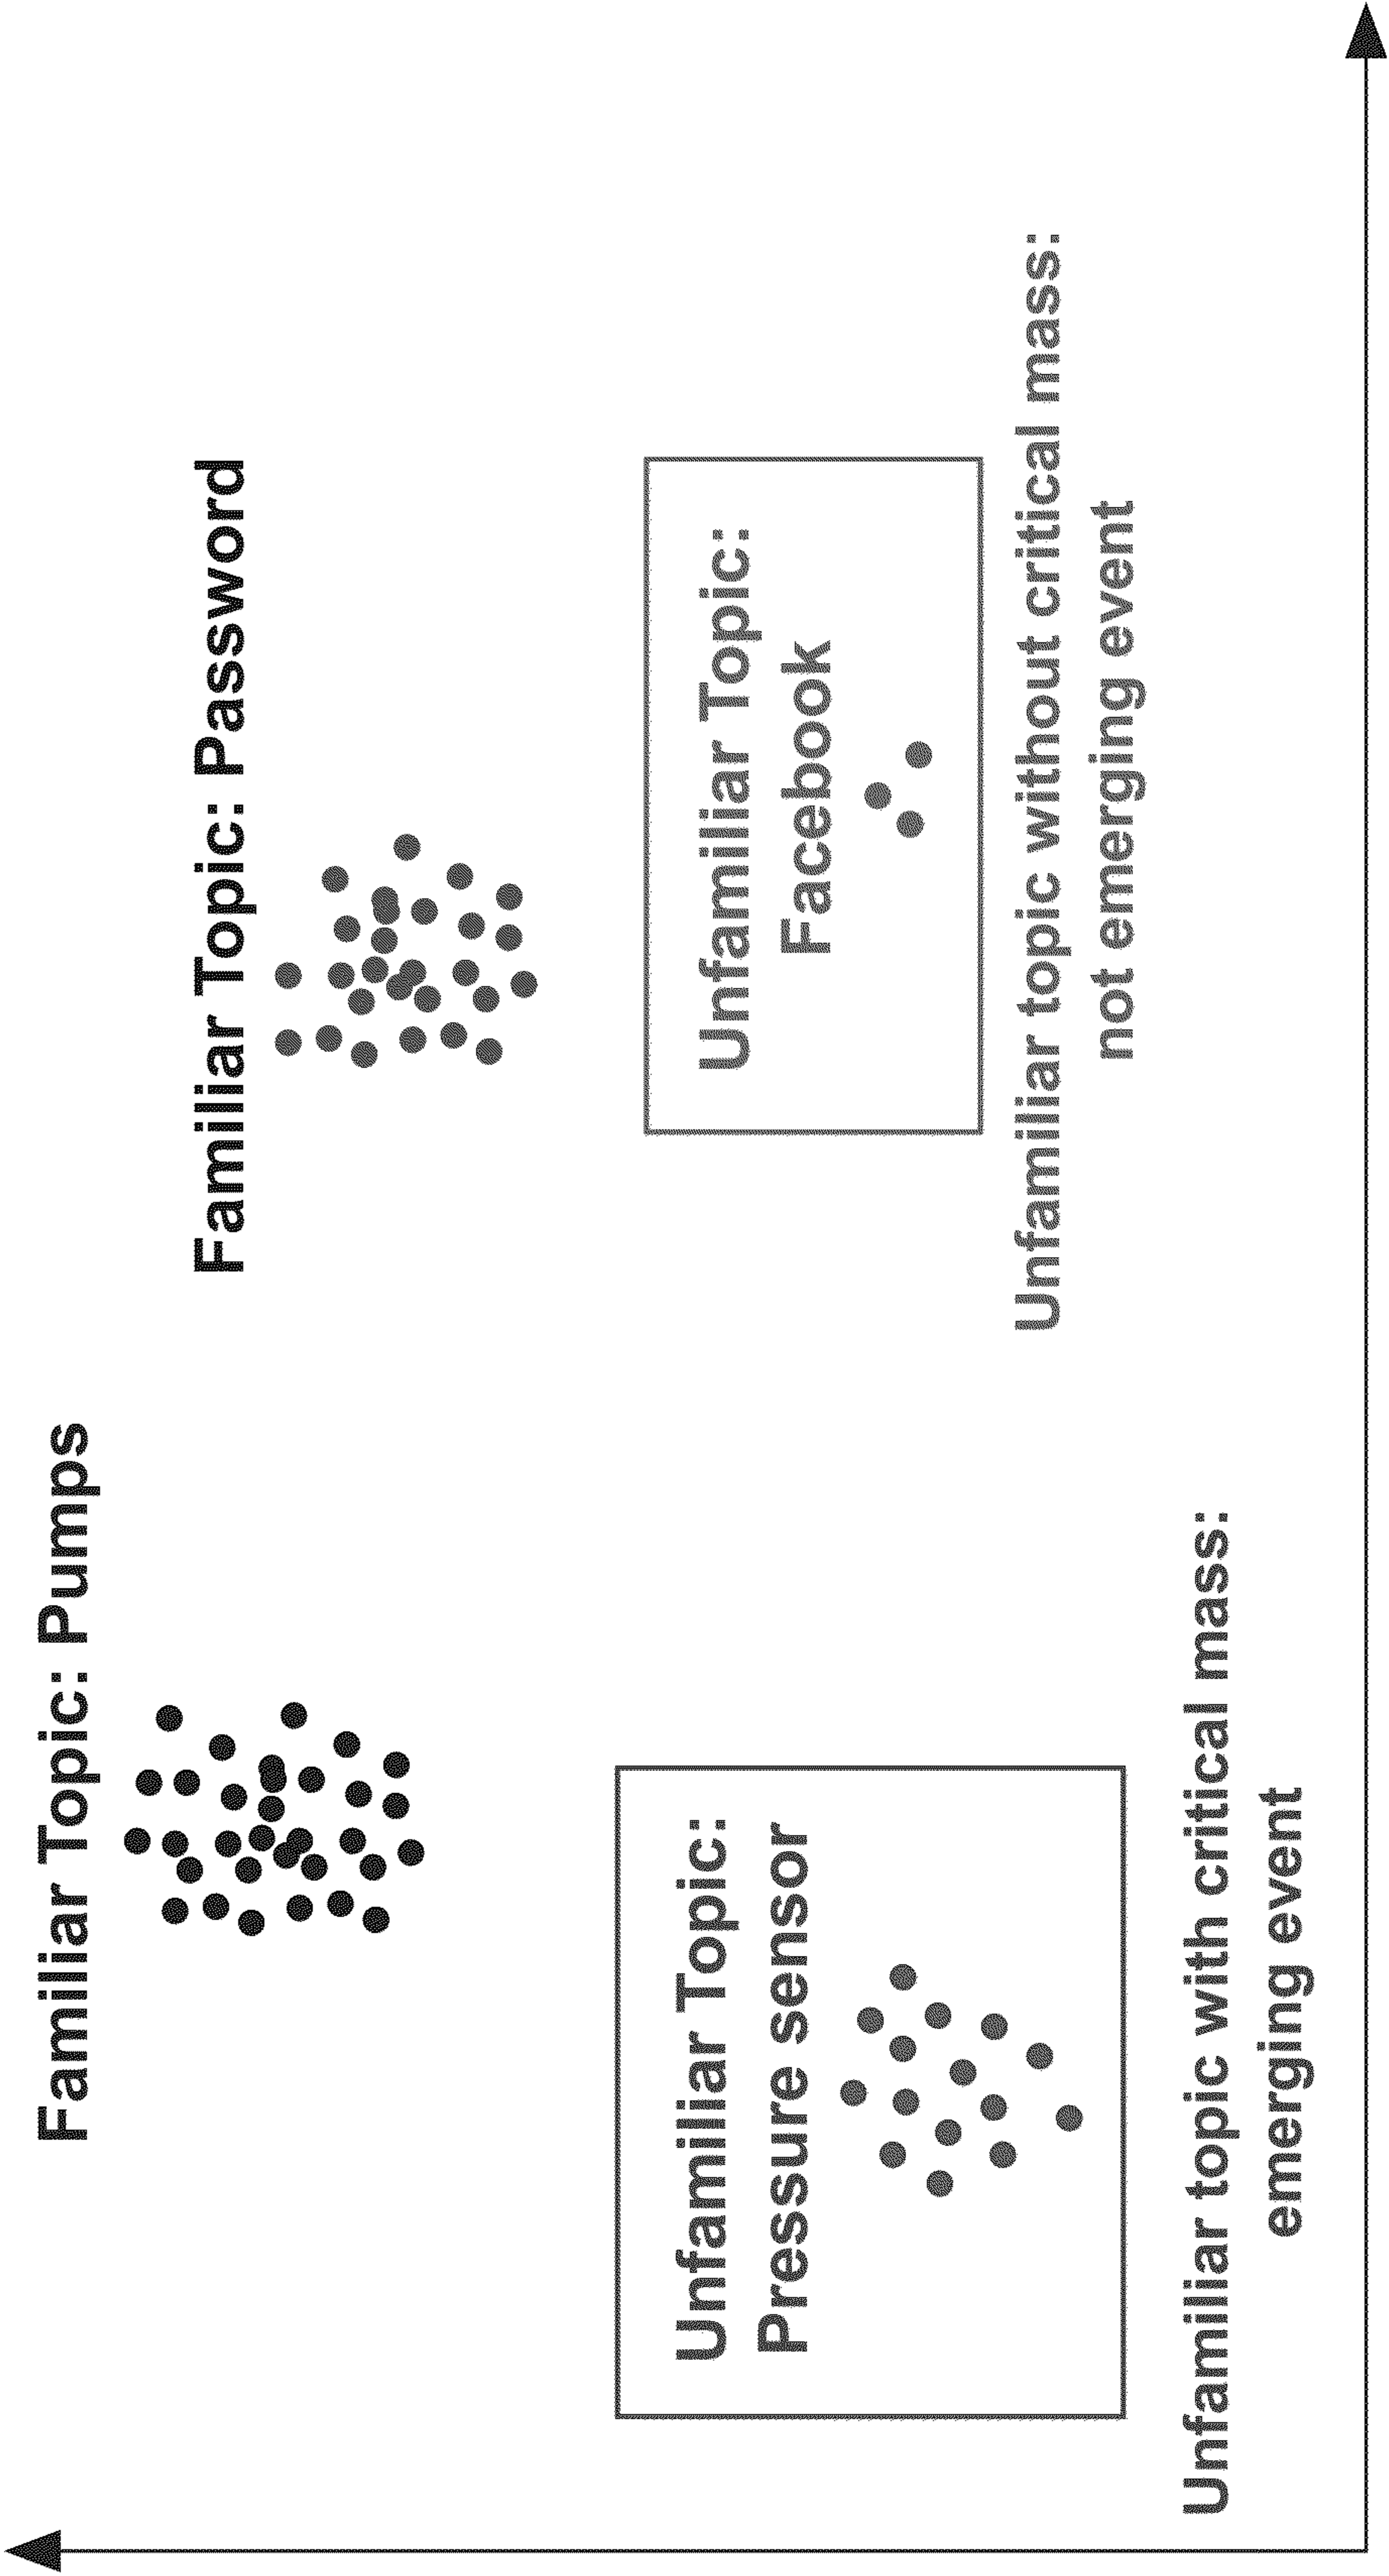 Familiar Topic: Pumps
Familiar Topic: Password
Unfamiliar Topic:
Pressure sensor
Unfamiliar topic with critical mass:
emerging event
Unfamiliar Topic:
Facebook
Unfamiliar topic without critical mass:
not emerging event